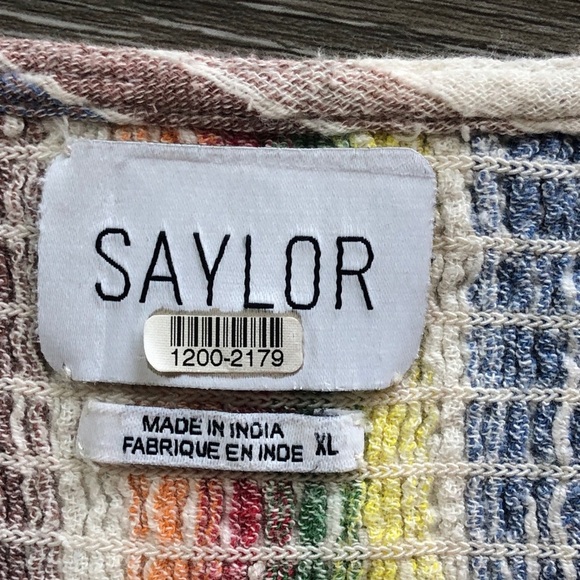 SAYLOR
1200-2179
MADE IN INDIA
FABRIQUE EN INDE
XL